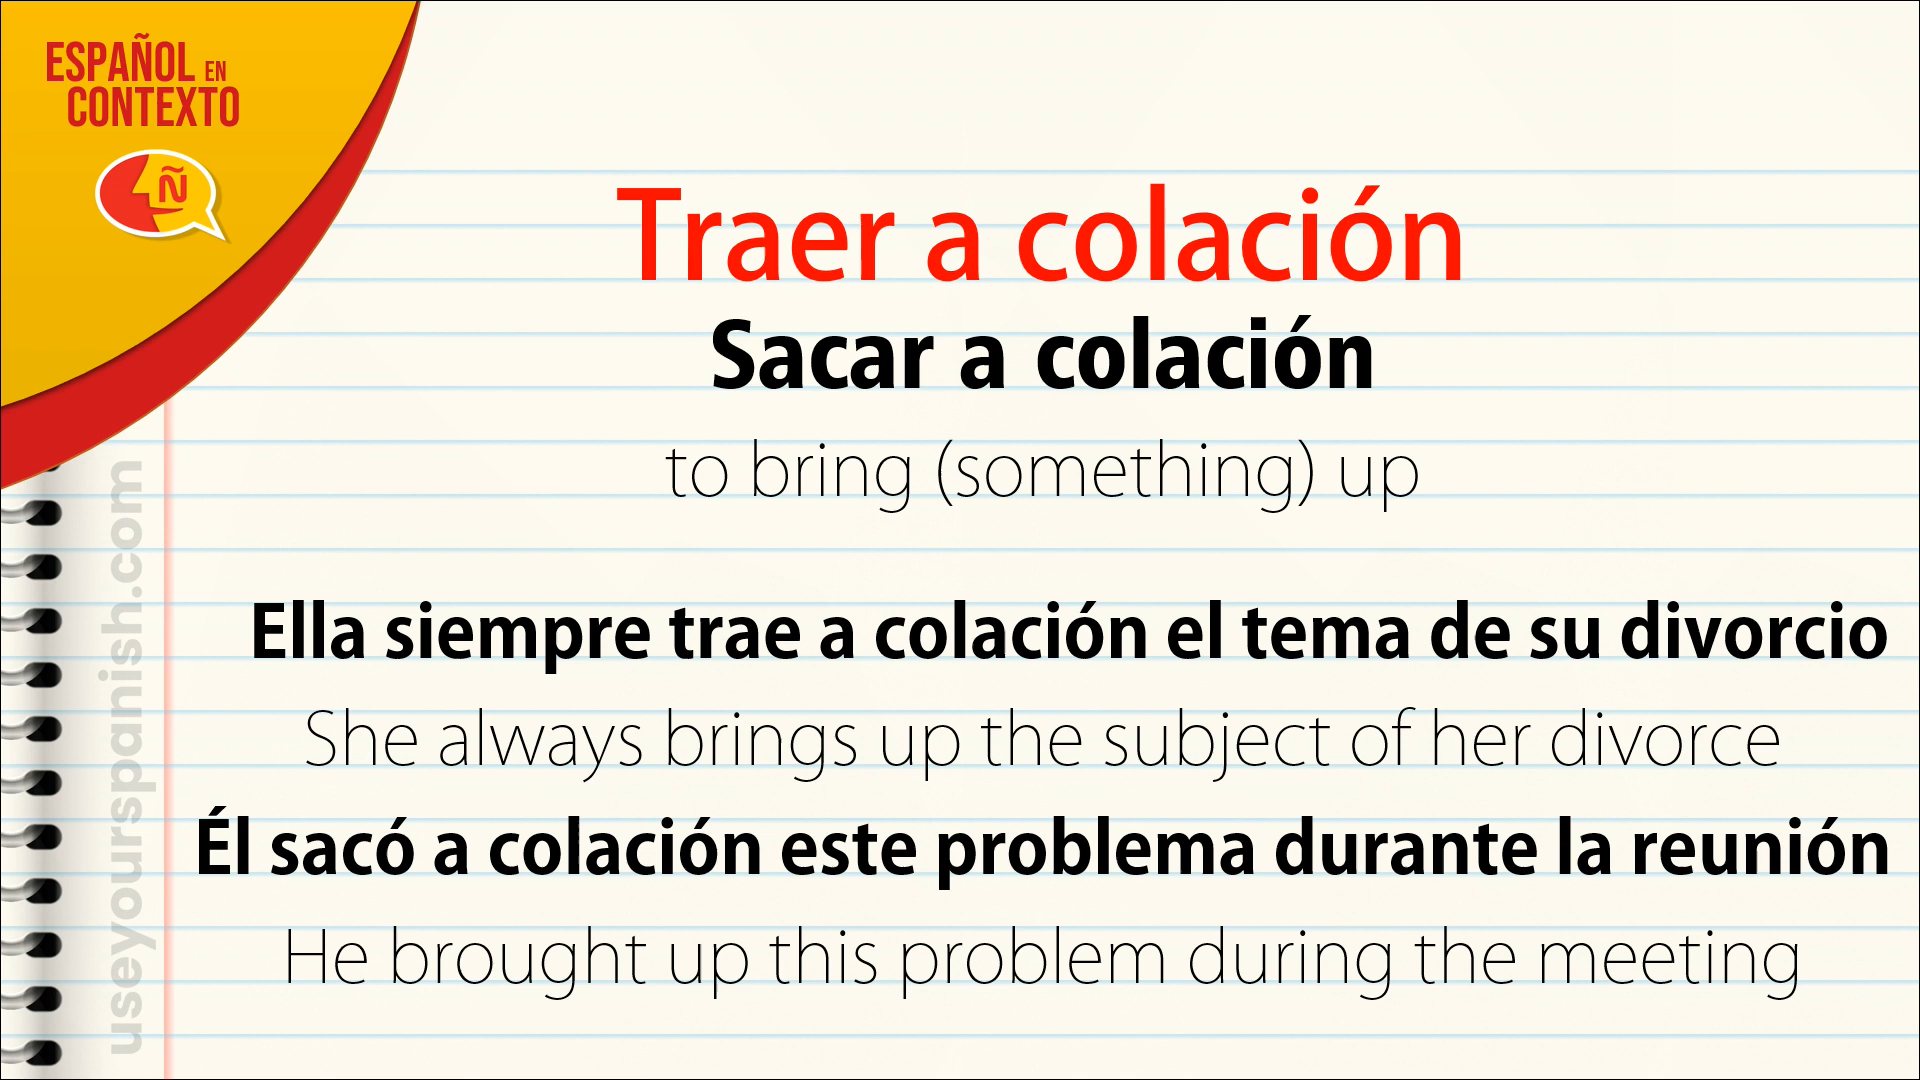 ESPAÑOL EN
CONTEXTO
Ñ
Traer a colación
Sacar a colación
to bring (something) up
Ella siempre trae a colación el tema de su divorcio
She always brings up the subject of her divorce
Él sacó a colación este problema durante la reunión
He brought up this problem during the meeting
useyourspanish.com